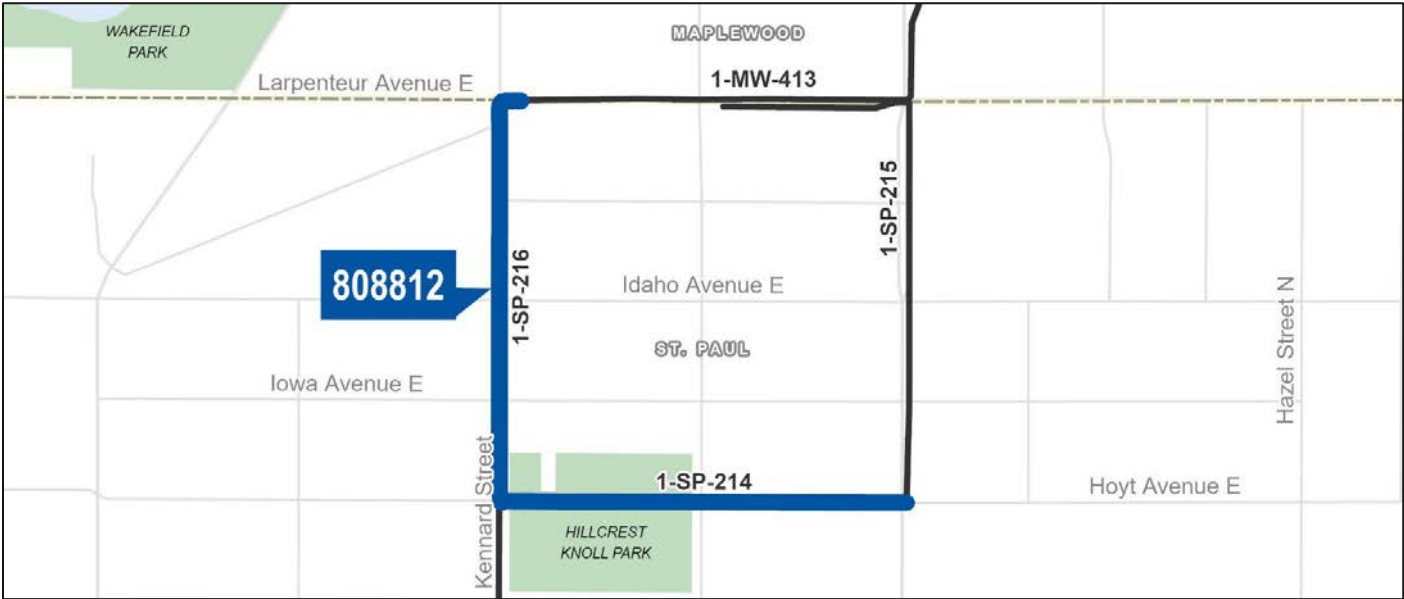 WAKEFIELD
PARK
MAPLEWOOD
Larpenteur Avenue E
1-MW-413
1-SP-215
808812
1-SP-216
Idaho Avenue E
Hazel Street N
ST. PAUL
Iowa Avenue E
Kennard Street
1-SP-214
Hoyt Avenue E
HILLCREST
KNOLL PARK